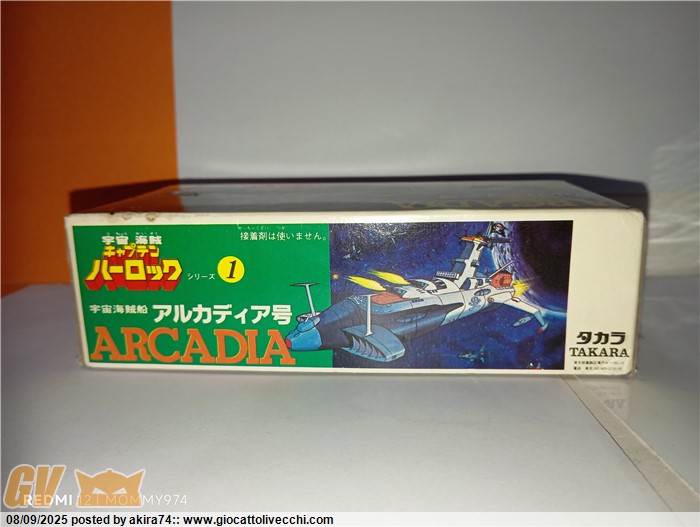 宇宙海賊
キャプテン
ハーロック
シリーズ 1
接着剤は使いません。
宇宙海賊船 アルカディア号
ARCADIA
タカラ
TAKARA
GV
REDMI 12 | MOMMY974
08/09/2025 posted by akira74:: www.giocattolivecchi.com